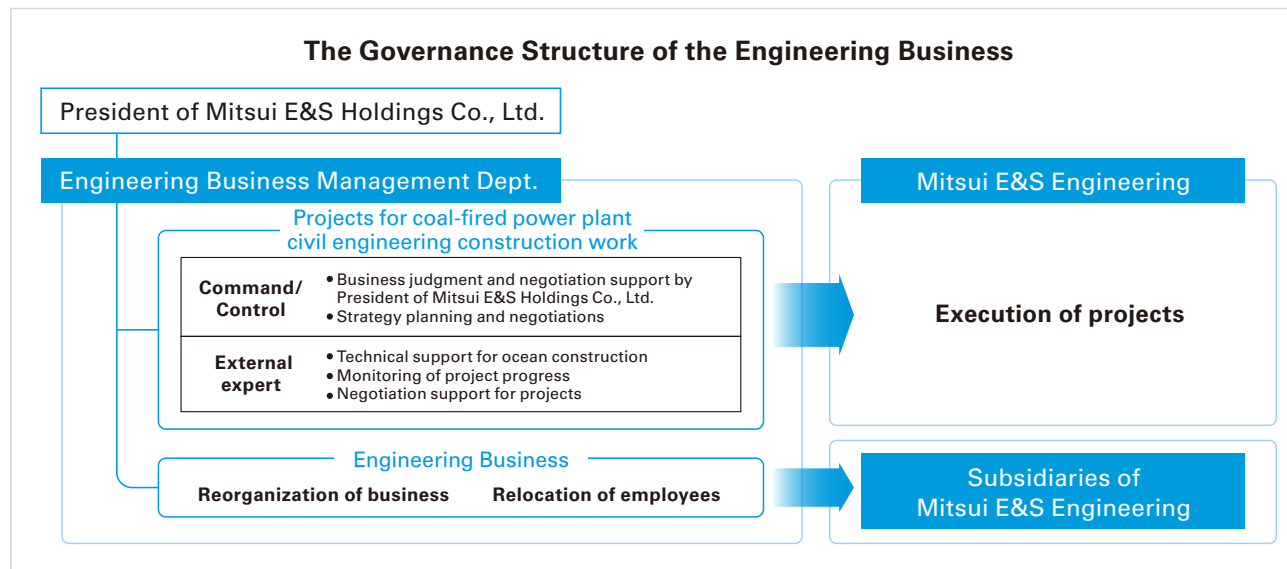 The Governance Structure of the Engineering Business
President of Mitsui E&S Holdings Co., Ltd.
Engineering Business Management Dept.
Projects for coal-fired power plant
civil engineering construction work
Command/
Control
• Business judgment and negotiation support by
President of Mitsui E&S Holdings Co., Ltd.
• Strategy planning and negotiations
External
expert
• Technical support for ocean construction
• Monitoring of project progress
• Negotiation support for projects
Engineering Business
Reorganization of business
Relocation of employees
Mitsui E&S Engineering
Execution of projects
Subsidiaries of
Mitsui E&S Engineering